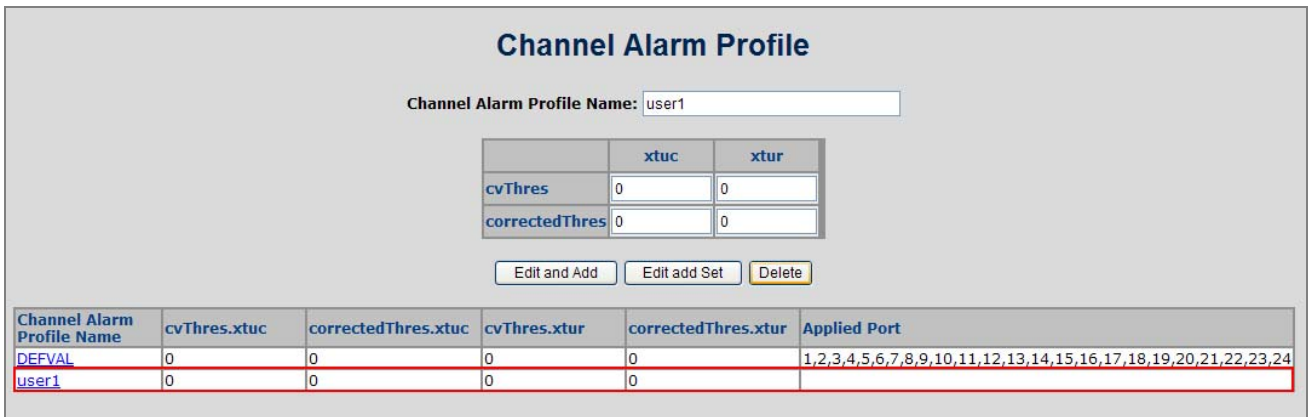 Channel Alarm Profile
Channel Alarm Profile Name: user1
xtuc xtur
cvThres 0 0
correctedThres 0 0
Edit and Add Edit add Set Delete
Channel Alarm
Profile Name cvThres.xtuc correctedThres.xtuc cvThres.xtur correctedThres.xtur Applied Port
DEFVAL 0 0 0 0 1,2,3,4,5,6,7,8,9,10,11,12,13,14,15,16,17,18,19,20,21,22,23,24
user1 0 0 0 0